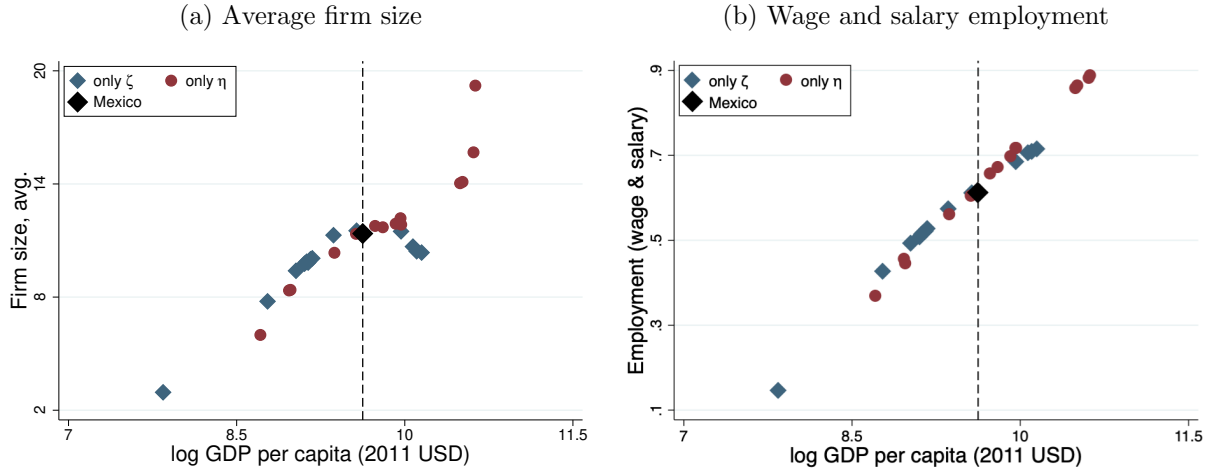 (a) Average firm size
only ζ only η
Mexico
Firm size, avg.
20
14
8
2
7 8.5 10 11.5
log GDP per capita (2011 USD)
(b) Wage and salary employment
only ζ only η
Mexico
Employment (wage & salary)
.9
.7
.5
.3
.1
7 8.5 10 11.5
log GDP per capita (2011 USD)